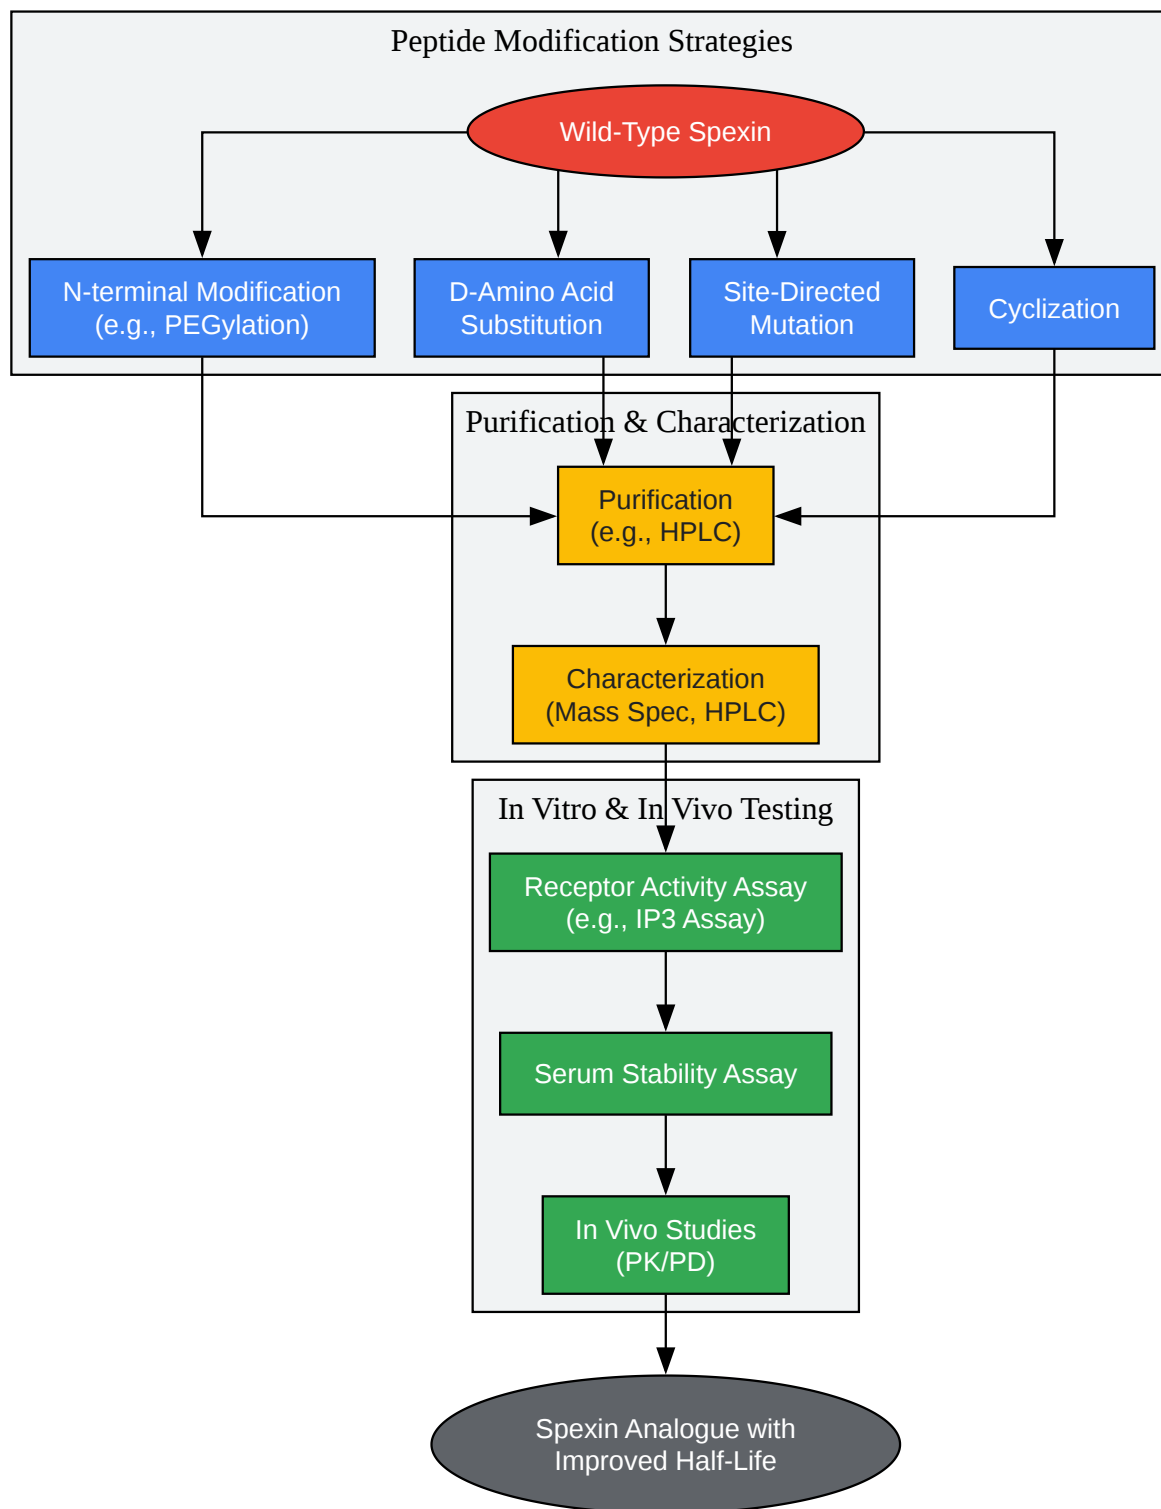 Peptide Modification Strategies
Wild-Type Spexin
N-terminal Modification
(e.g., PEGylation)
D-Amino Acid
Substitution
Site-Directed
Mutation
Cyclization
Purification & Characterization
Purification
(e.g., HPLC)
Characterization
(Mass Spec, HPLC)
In Vitro & In Vivo Testing
Receptor Activity Assay
(e.g., IP3 Assay)
Serum Stability Assay
In Vivo Studies
(PK/PD)
Spexin Analogue with
Improved Half-Life